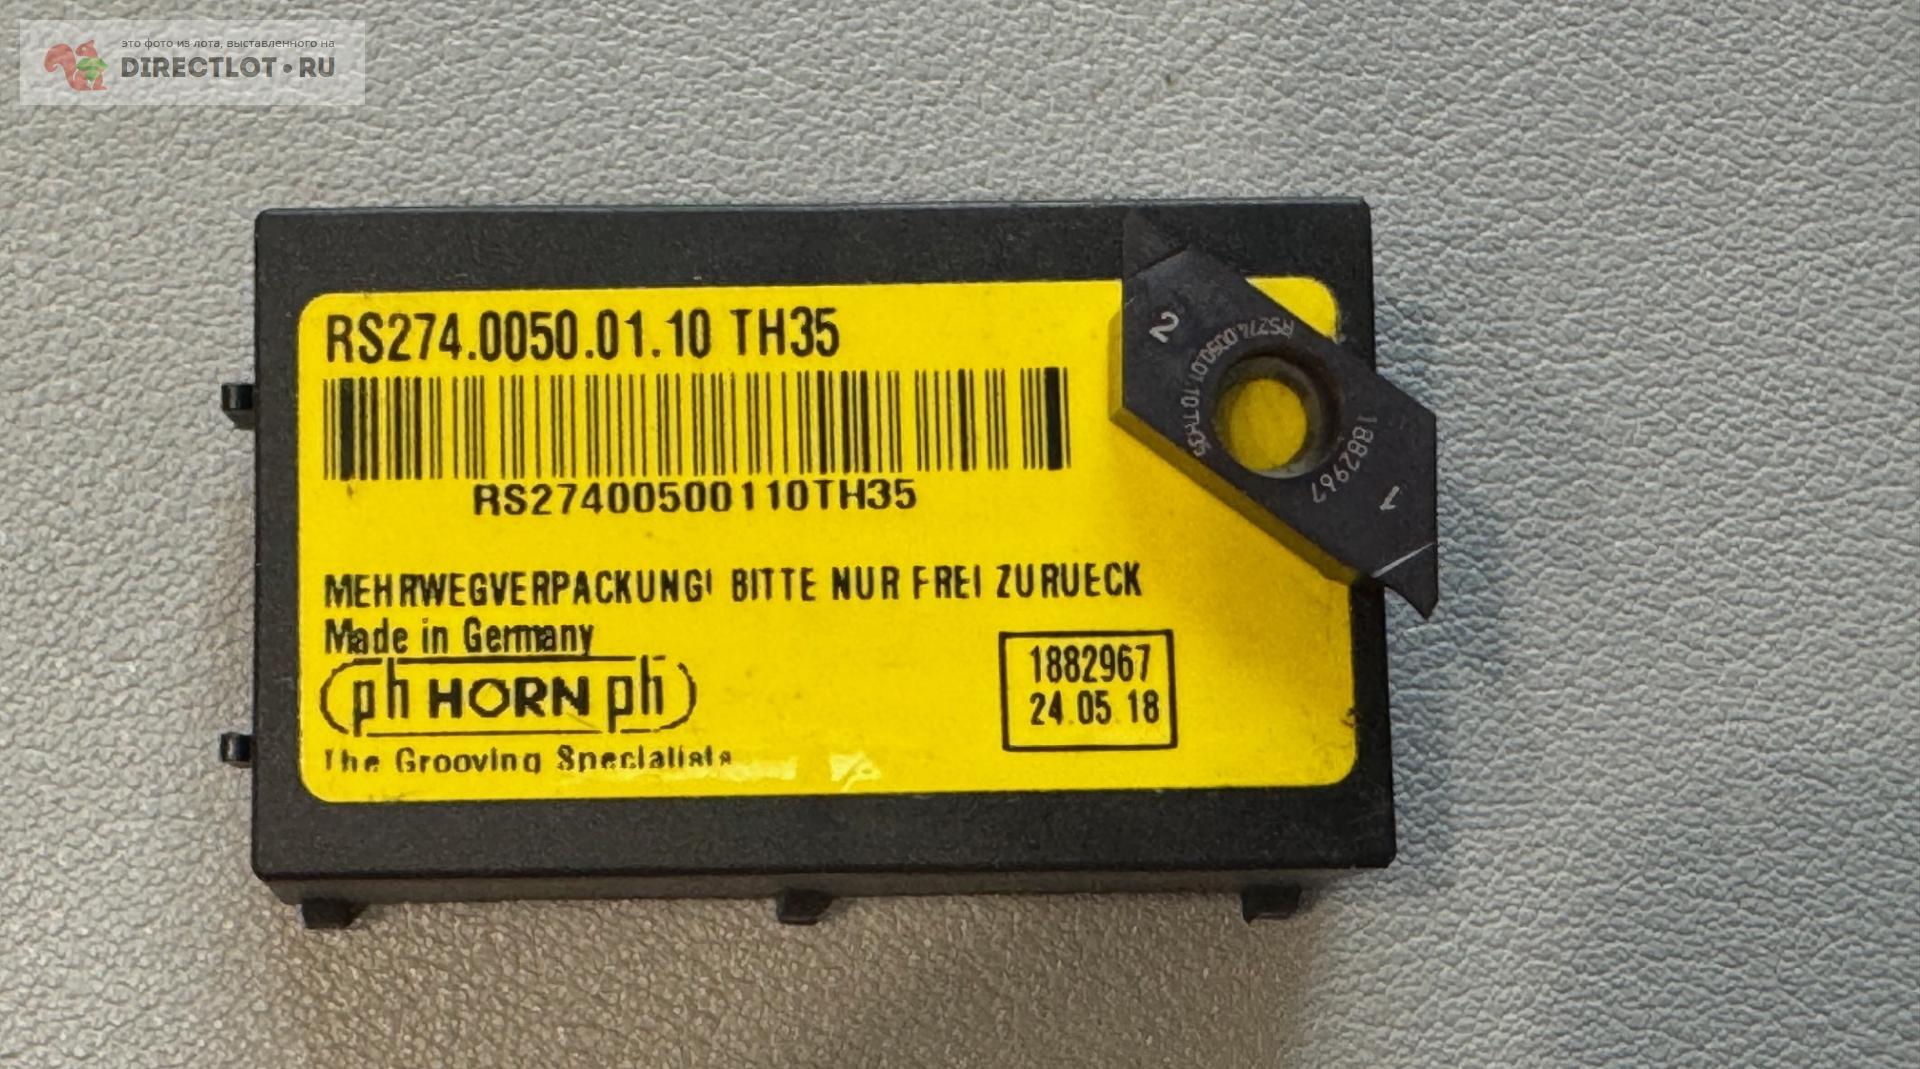 это фото из лота, выставленного на
DIRECTLOT•RU
RS274.0050.01.10 TH35
RS27400500110TH35
MEHRWEGVERPACKUNG! BITTE NUR FREI ZURUECK
Made in Germany
ph HORN ph
The Grooving Specialists
1882967
24.05.18
2
RS274.0050.01.10 TH35
1882967
1